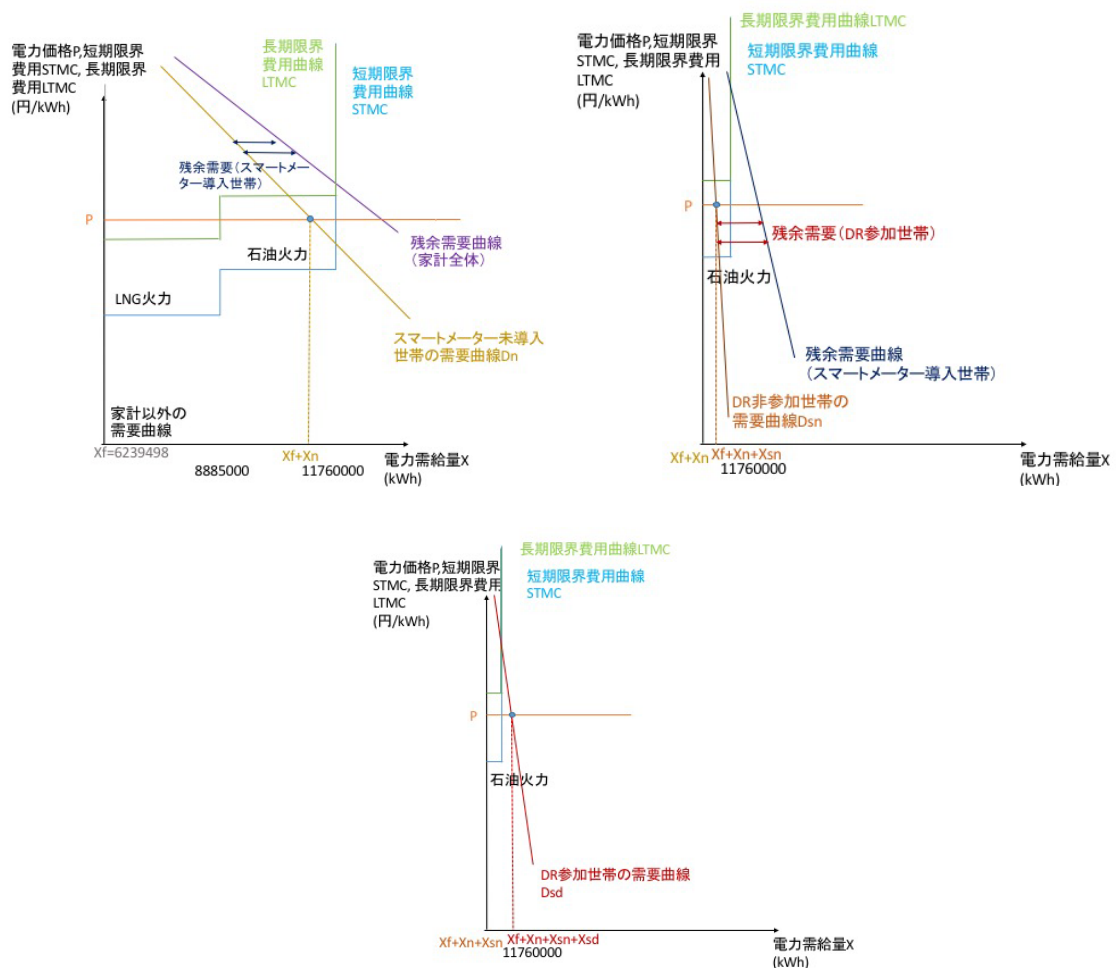 電力価格P,短期限界
費用STMC, 長期限界
費用LTMC
(円/kWh)
長期限界
費用曲線
LTMC
短期限界
費用曲線
STMC
残余需要(スマートメー
ター導入世帯)
P
残余需要曲線
(家計全体)
石油火力
LNG火力
スマートメーター未導入
世帯の需要曲線Dn
家計以外の
需要曲線
Xf=6239498
8885000
Xf+Xn
11760000
電力需給量X
(kWh)
長期限界費用曲線LTMC
電力価格P,短期限界
STMC, 長期限界費用
LTMC
(円/kWh)
短期限界費用曲線
STMC
P
残余需要(DR参加世帯)
石油火力
残余需要曲線
(スマートメーター導入世帯)
DR非参加世帯の
需要曲線Dsn
Xf+Xn
Xf+Xn+Xsn
11760000
電力需給量X
(kWh)
長期限界費用曲線LTMC
電力価格P,短期限界
STMC, 長期限界費用
LTMC
(円/kWh)
短期限界費用曲線
STMC
P
石油火力
DR参加世帯の需要曲線
Dsd
Xf+Xn+Xsn
Xf+Xn+Xsn+Xsd
11760000
電力需給量X
(kWh)